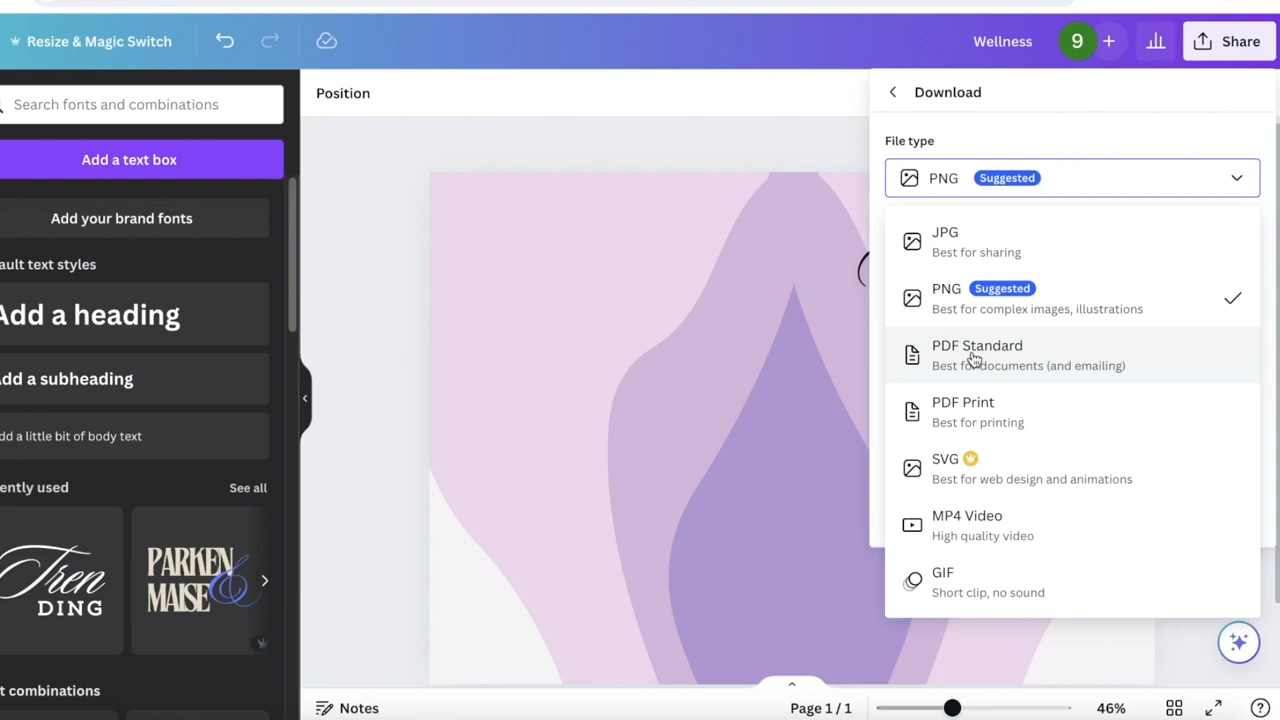 Resize & Magic Switch
Wellness
9
Share
Search fonts and combinations
Add a text box
Add your brand fonts
ault text styles
Add a heading
dd a subheading
dd a little bit of body text
ently used
See all
Tren
DING
PARKEN
MAISE &
t combinations
Position
Download
File type
PNG Suggested
JPG
Best for sharing
PNG Suggested
Best for complex images, illustrations
PDF Standard
Best for documents (and emailing)
PDF Print
Best for printing
SVG
Best for web design and animations
MP4 Video
High quality video
GIF
Short clip, no sound
Notes
Page 1 / 1
46%